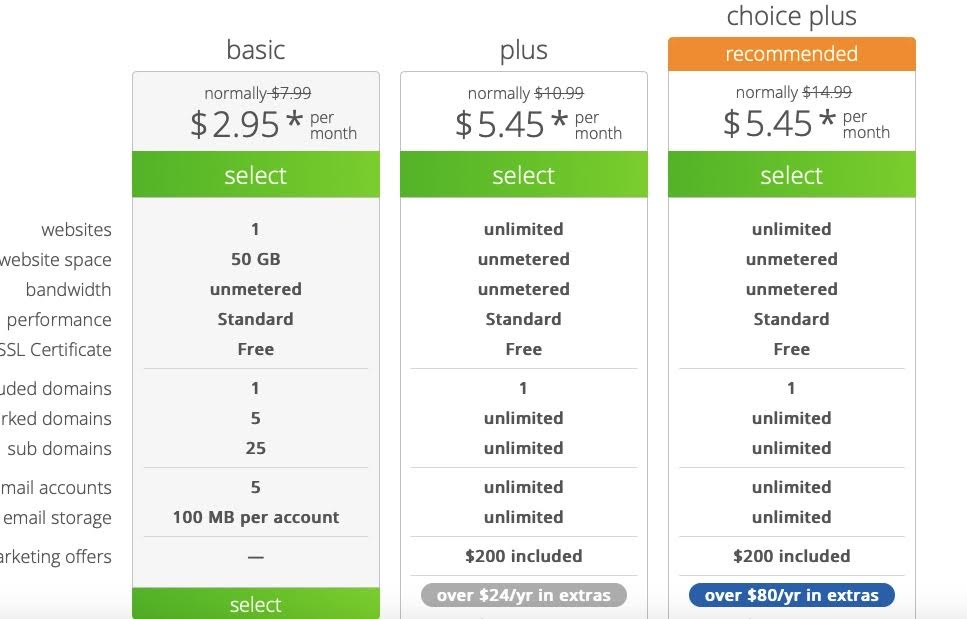 choice plus
basic
plus
recommended
normally $7.99
$2.95* per month
normally $10.99
$5.45* per month
normally $14.99
$5.45* per month
select select select
websites 1 unlimited unlimited
website space 50 GB unmetered unmetered
bandwidth unmetered unmetered unmetered
performance Standard Standard Standard
SSL Certificate Free Free Free
uded domains 1 1 1
rked domains 5 unlimited unlimited
sub domains 25 unlimited unlimited
mail accounts 5 unlimited unlimited
email storage 100 MB per account unlimited unlimited
arketing offers — $200 included $200 included
over $24/yr in extras over $80/yr in extras
select